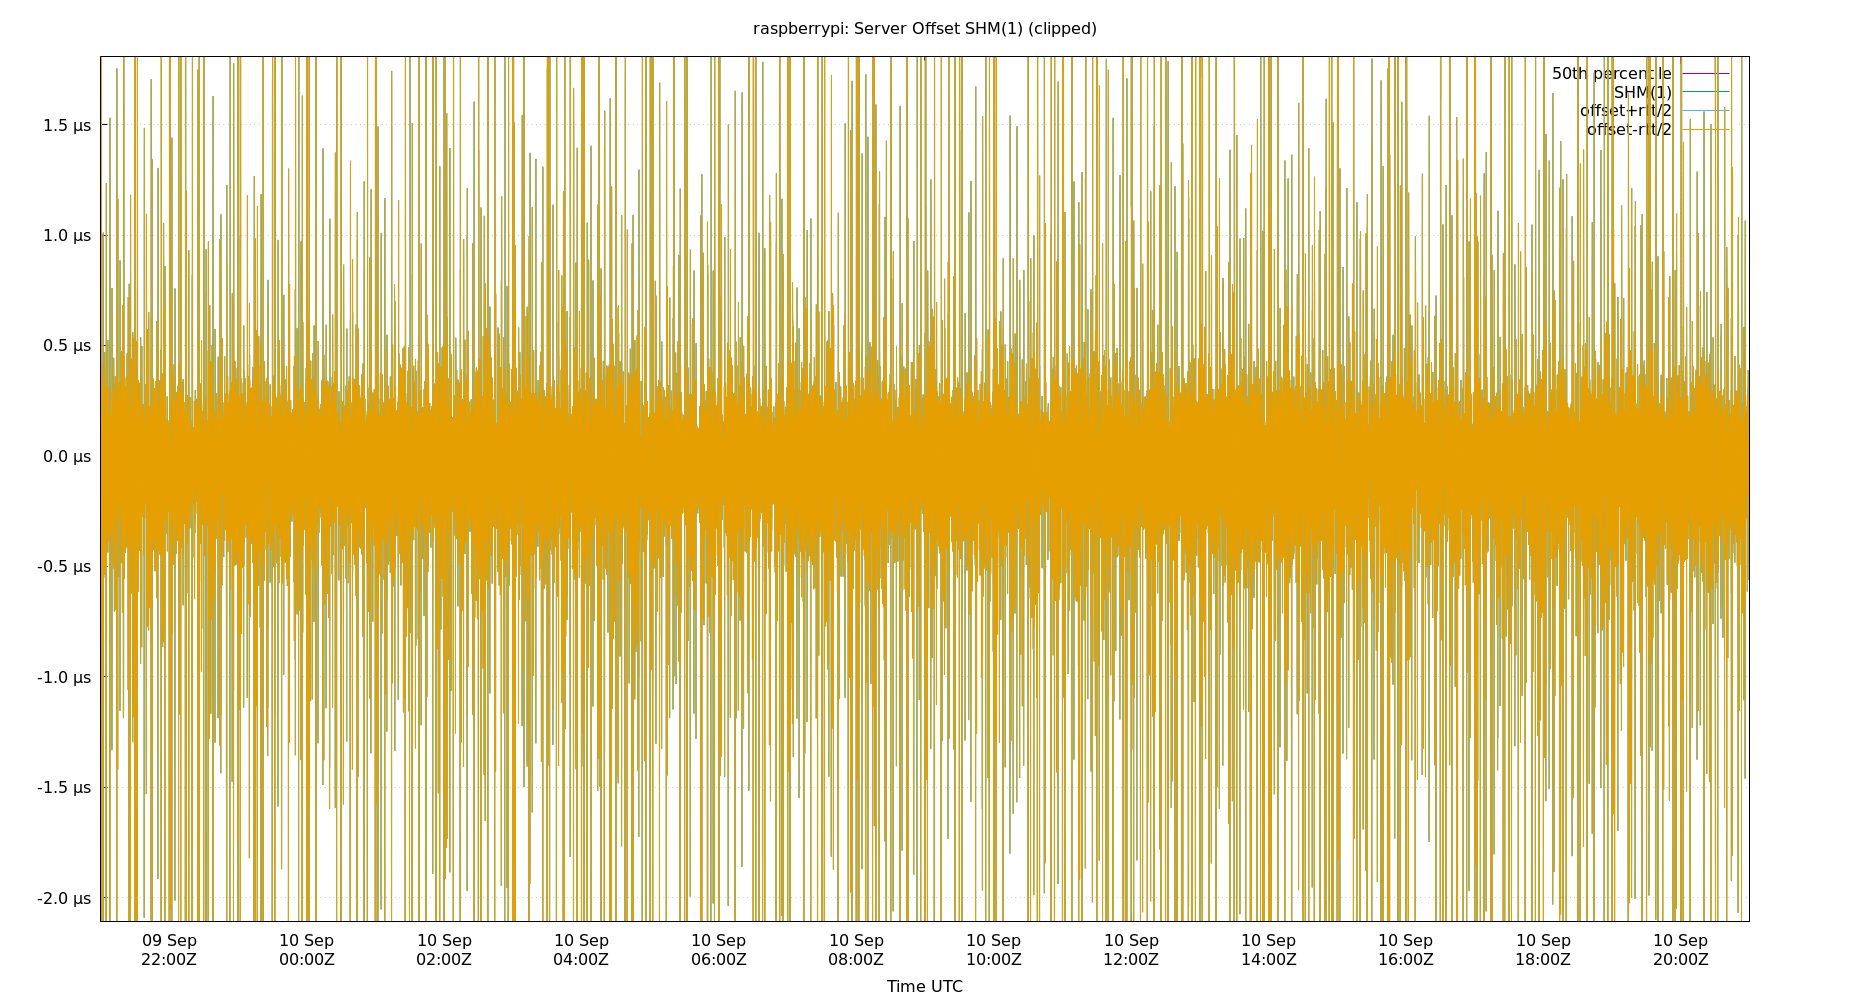 raspberrypi: Server Offset SHM(1) (clipped)
50th percentile
SHM(1)
offset+rtt/2
offset-rtt/2
1.5 µs
1.0 µs
0.5 µs
0.0 µs
-0.5 µs
-1.0 µs
-1.5 µs
-2.0 µs
09 Sep 10 Sep 10 Sep 10 Sep 10 Sep 10 Sep 10 Sep 10 Sep 10 Sep 10 Sep 10 Sep 10 Sep
22:00Z 00:00Z 02:00Z 04:00Z 06:00Z 08:00Z 10:00Z 12:00Z 14:00Z 16:00Z 18:00Z 20:00Z
Time UTC